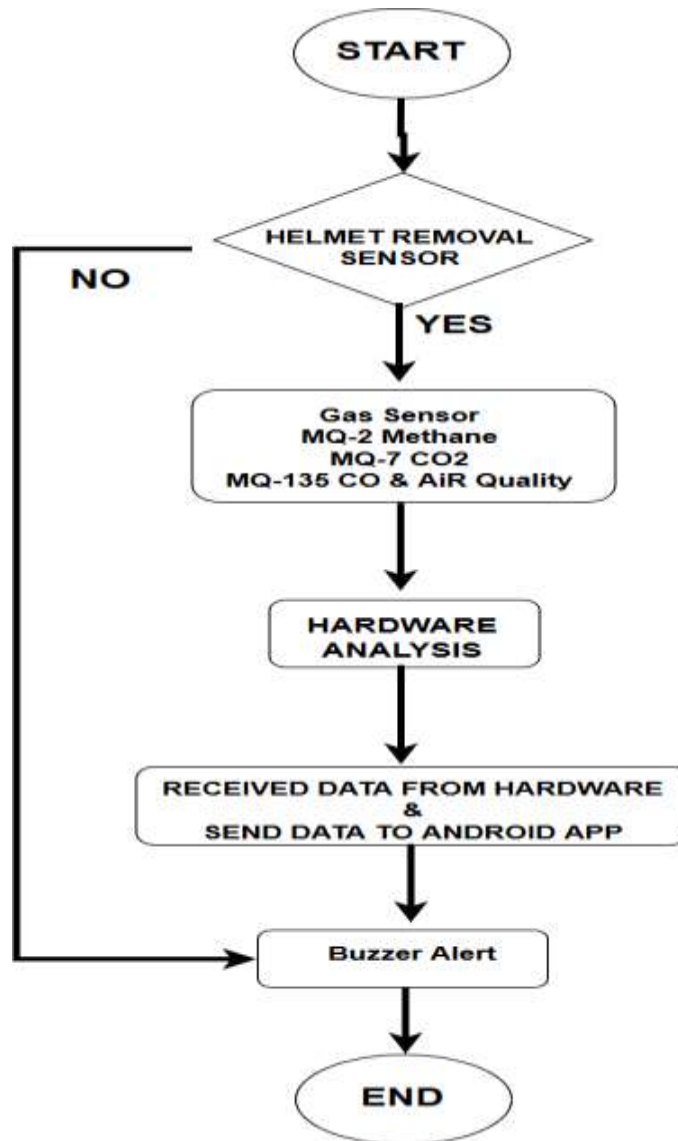 START
HELMET REMOVAL
SENSOR
NO
YES
Gas Sensor
MQ-2 Methane
MQ-7 CO2
MQ-135 CO & AiR Quality
HARDWARE
ANALYSIS
RECEIVED DATA FROM HARDWARE
&
SEND DATA TO ANDROID APP
Buzzer Alert
END